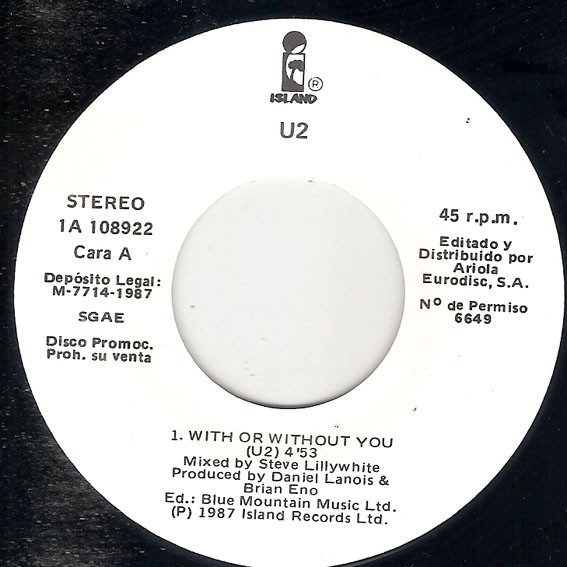 ISLAND ®
U2
STEREO
1A 108922
Cara A
Depósito Legal:
M-7714-1987
SGAE
Disco Promoc.
Proh. su venta
45 r.p.m.
Editado y
Distribuido por
Ariola
Eurodisc, S.A.
Nº de Permiso
6649
1. WITH OR WITHOUT YOU
(U2) 4'53
Mixed by Steve Lillywhite
Produced by Daniel Lanois &
Brian Eno
Ed.: Blue Mountain Music Ltd.
(P) 1987 Island Records Ltd.